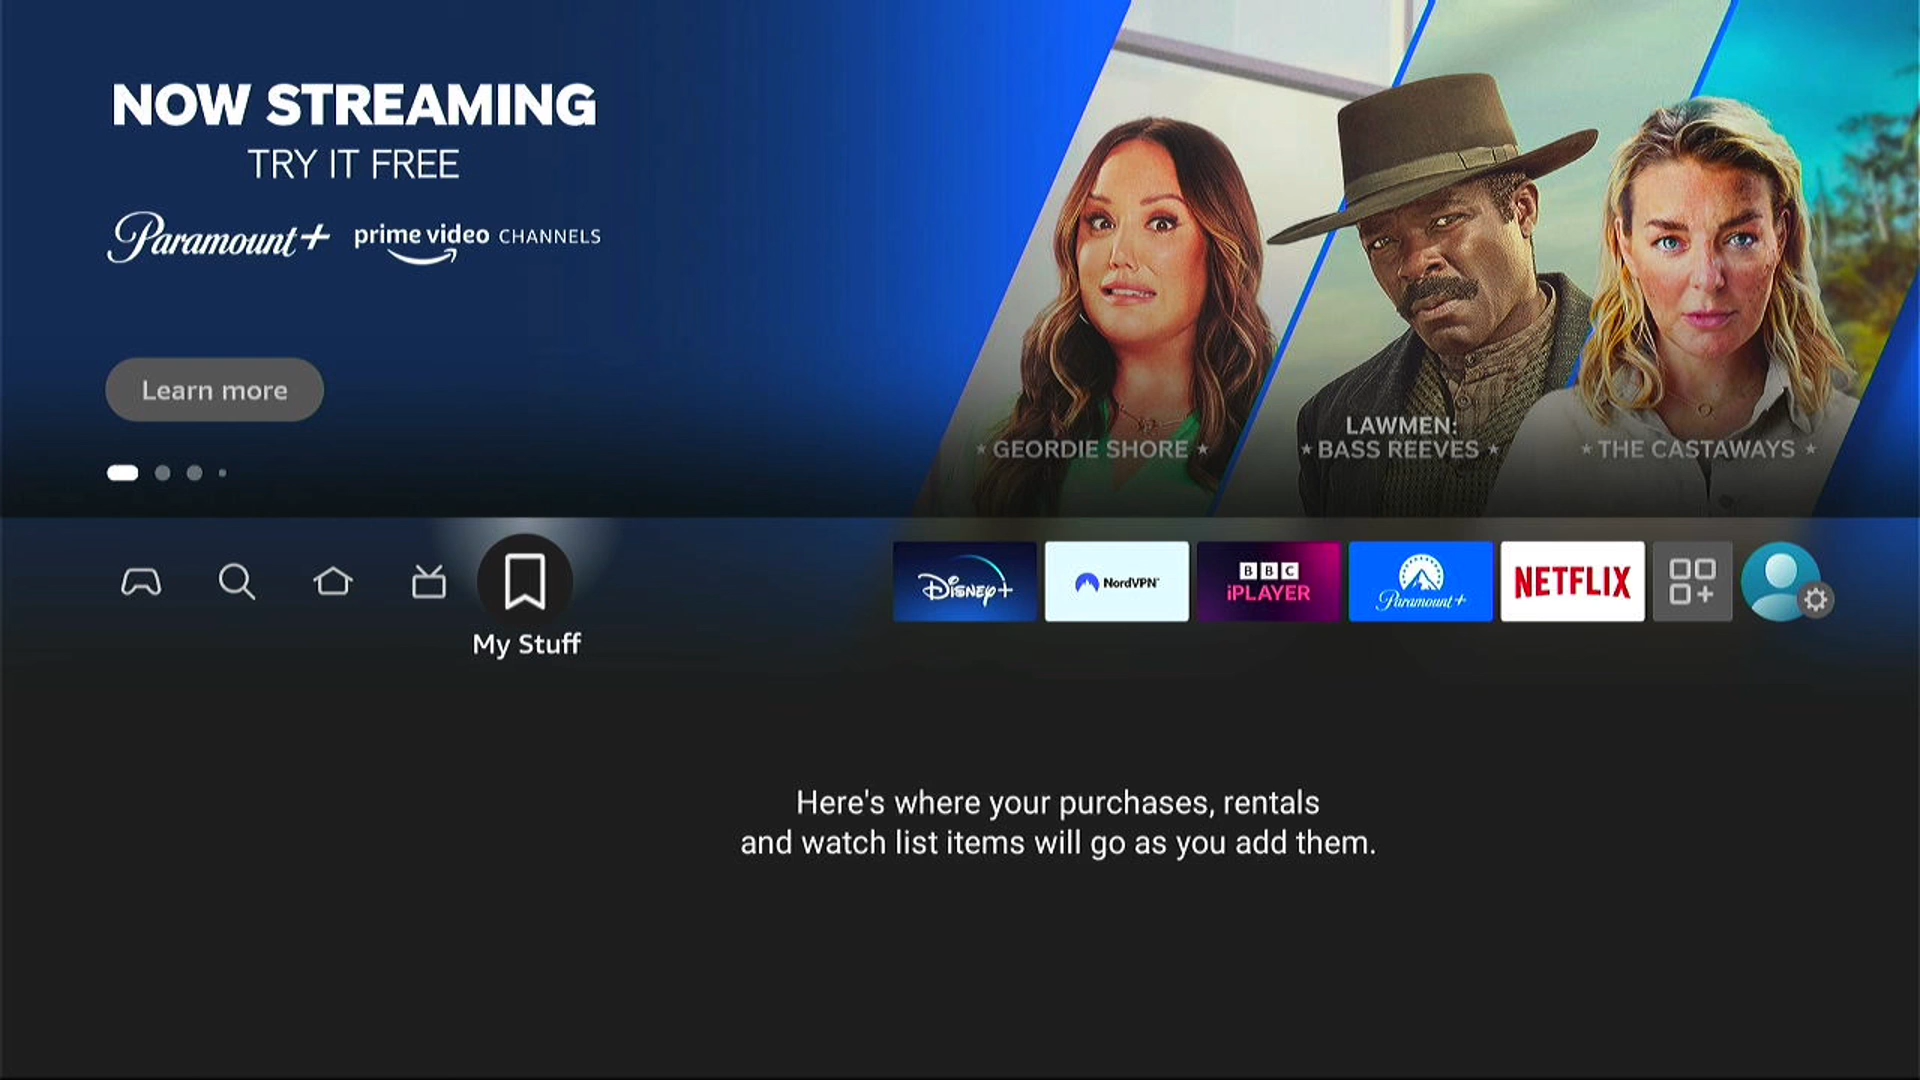 NOW STREAMING
TRY IT FREE
Paramount+ prime video CHANNELS
Learn more
★ GEORDIE SHORE ★
LAWMEN:
★ BASS REEVES ★
★ THE CASTAWAYS ★
Disney+
NordVPN
BBC
iPLAYER
Paramount+
NETFLIX
My Stuff
Here's where your purchases, rentals
and watch list items will go as you add them.